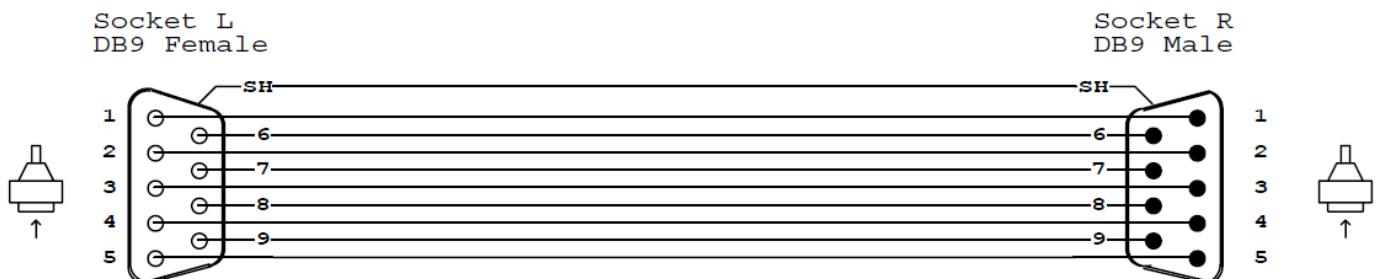 Socket L
DB9 Female
Socket R
DB9 Male
SH SH
1 1
6 6
2 2
7 7
3 3
8 8
4 4
9 9
5 5